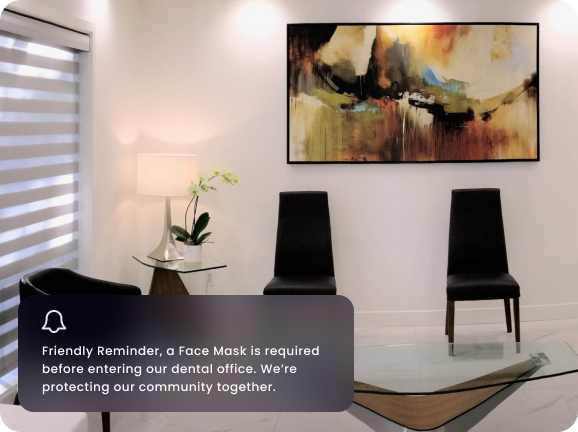 Friendly Reminder, a Face Mask is required
before entering our dental office. We’re
protecting our community together.